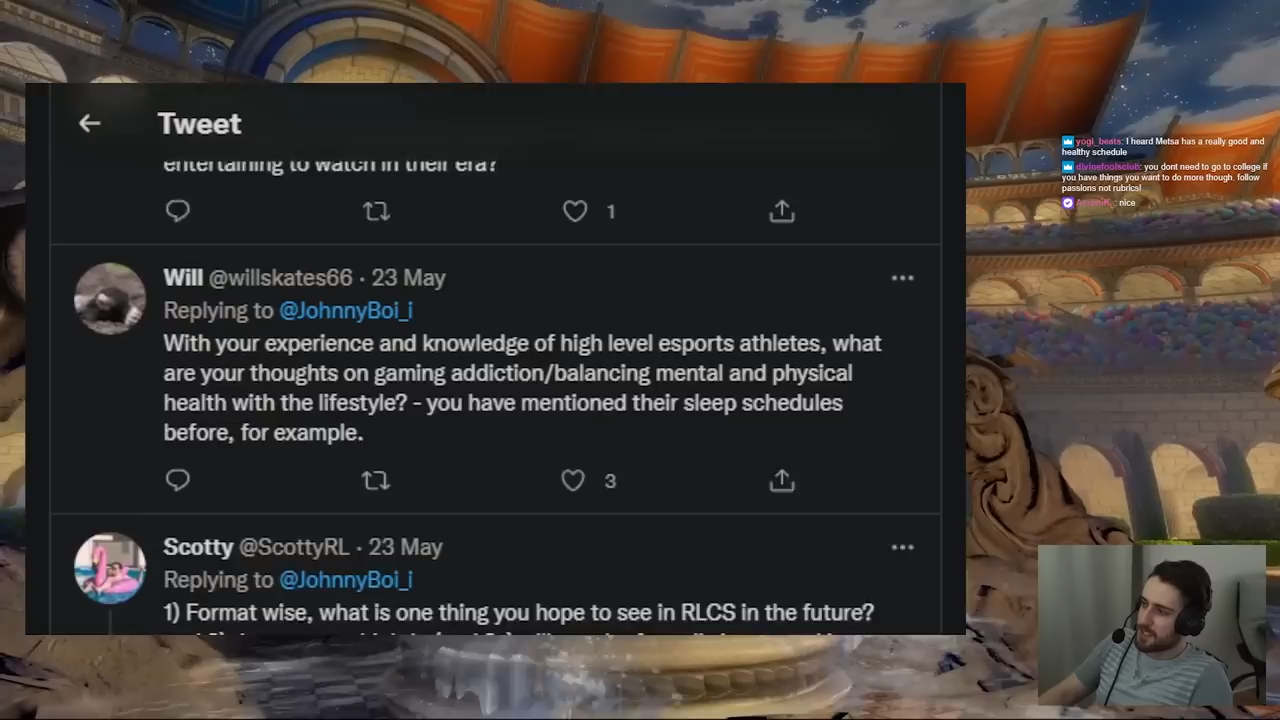 Tweet
entertaining to watch in their era?
1
Will @willskates66 · 23 May
Replying to @JohnnyBoi_i
With your experience and knowledge of high level esports athletes, what
are your thoughts on gaming addiction/balancing mental and physical
health with the lifestyle? - you have mentioned their sleep schedules
before, for example.
3
Scotty @ScottyRL · 23 May
Replying to @JohnnyBoi_i
1) Format wise, what is one thing you hope to see in RLCS in the future?
yogi_beats: I heard Metsa has a really good and
healthy schedule
divinefoolsclub: you dont need to go to college if
you have things you want to do more though. follow
passions not rubrics!
: nice